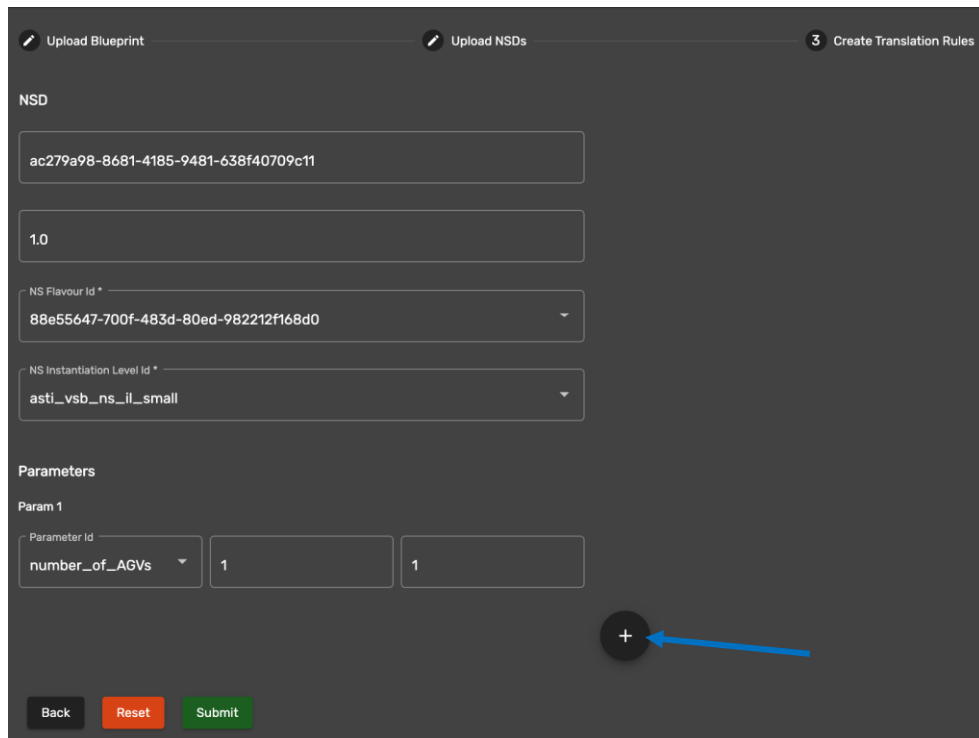 Upload Blueprint
Upload NSDs
3 Create Translation Rules
NSD
ac279a98-8681-4185-9481-638f40709c11
1.0
NS Flavour Id *
88e55647-700f-483d-80ed-982212f168d0
NS Instantiation Level Id *
asti_vsb_ns_il_small
Parameters
Param 1
Parameter Id
number_of_AGVs 1 1
+
Back Reset Submit